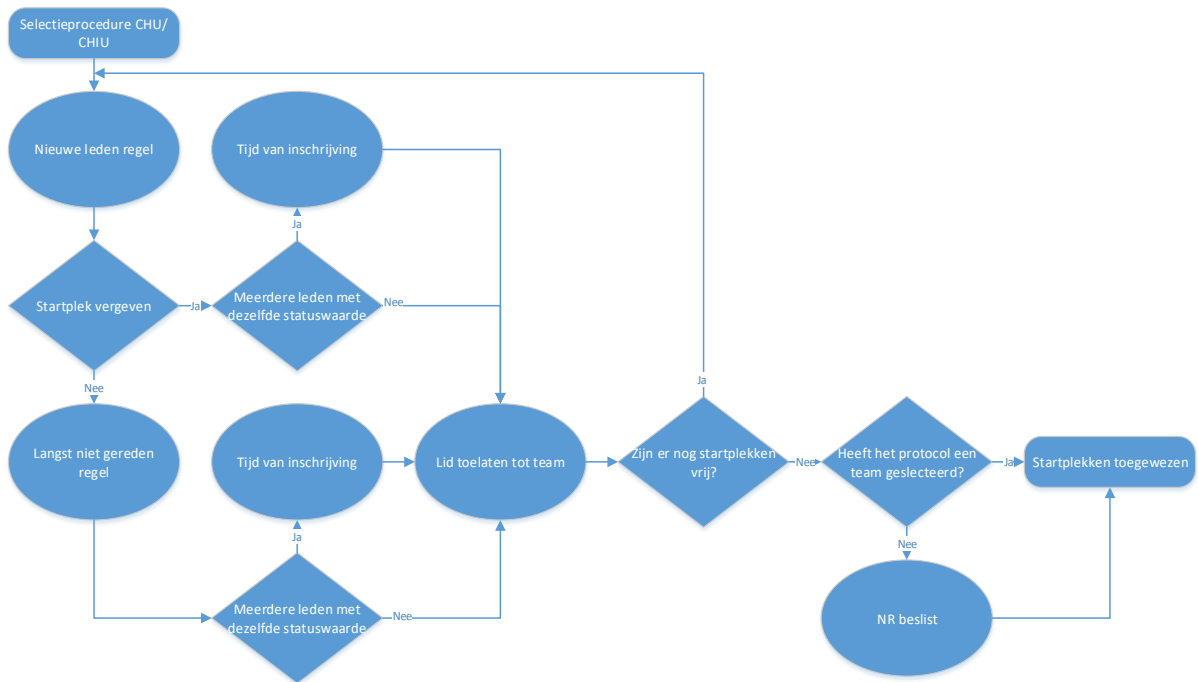 Selectieprocedure CHU/
CHIU
Nieuwe leden regel
Tijd van inschrijving
Ja
Startplek vergeven
Ja
Meerdere leden met
dezelfde statuswaarde
Nee
Nee
Ja
Langst niet gereden
regel
Tijd van inschrijving
Lid toelaten tot team
Zijn er nog startplekken
vrij?
Nee
Heeft het protocol een
team geslecteerd?
Ja
Startplekken toegewezen
Ja
Nee
Meerdere leden met
dezelfde statuswaarde
Nee
NR beslist